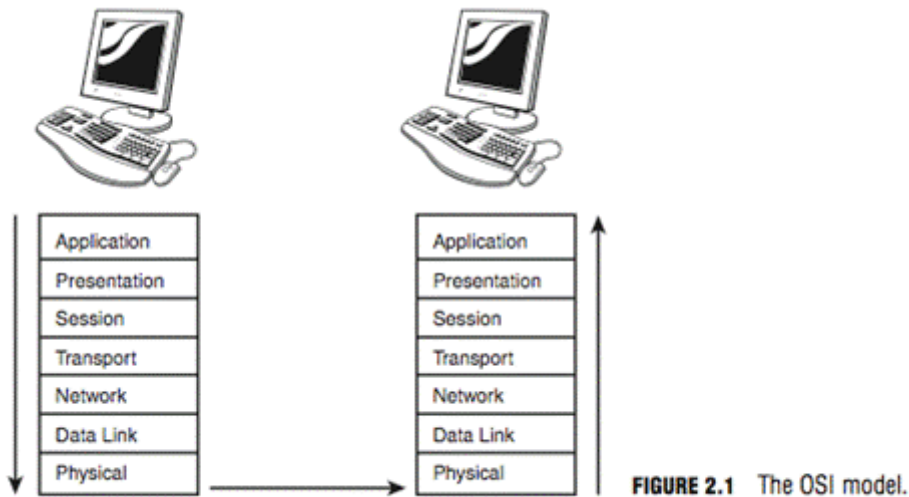 Application
Presentation
Session
Transport
Network
Data Link
Physical
Application
Presentation
Session
Transport
Network
Data Link
Physical
FIGURE 2.1 The OSI model.